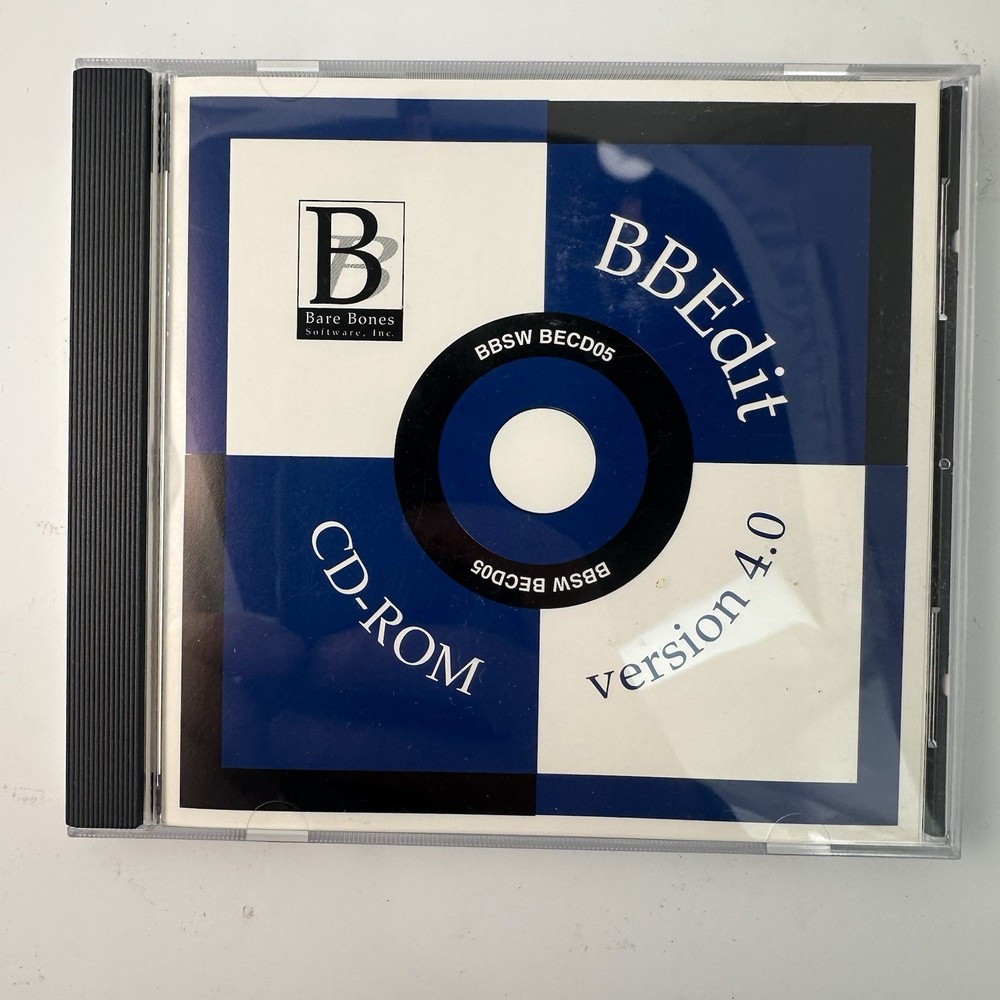 B
B
Bare Bones
Software, Inc.
BBEdit
BBSW BECD05
BBSW BECD05
CD-ROM
version 4.0